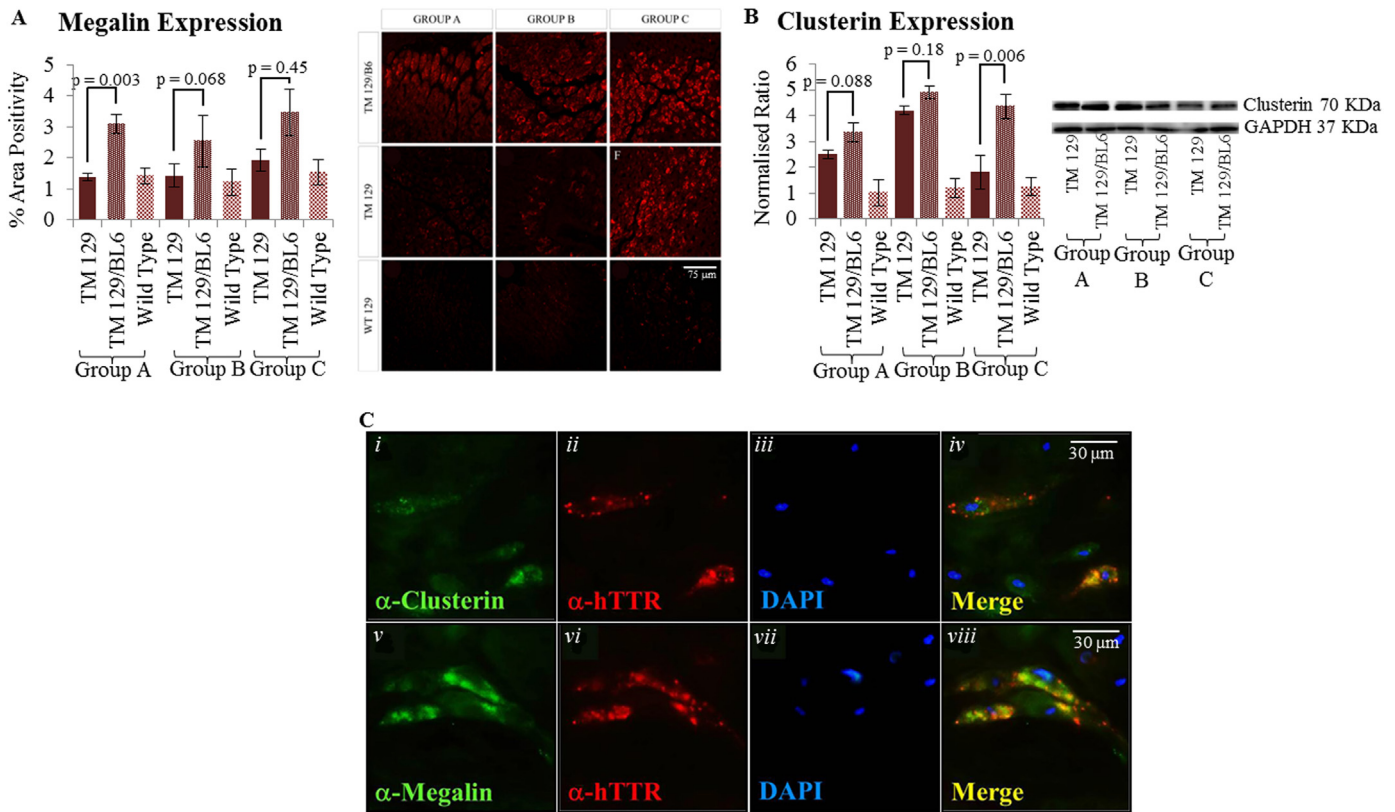 A
Megalin Expression
% Area Positivity
5
4
3
2
1
0
p = 0.003
p = 0.068
p = 0.45
TM 129
TM 129/BL6
Wild Type
TM 129
TM 129/BL6
Wild Type
TM 129
TM 129/BL6
Wild Type
Group A
Group B
Group C
GROUP A
GROUP B
GROUP C
TM 129/B6
TM 129
WT 129
F
75 µm
B
Clusterin Expression
Normalised Ratio
6
5
4
3
2
1
0
p = 0.088
p = 0.18
p = 0.006
TM 129
TM 129/BL6
Wild Type
TM 129
TM 129/BL6
Wild Type
TM 129
TM 129/BL6
Wild Type
Group A
Group B
Group C
Clusterin 70 KDa
GAPDH 37 KDa
TM 129
TM 129/BL6
TM 129
TM 129/BL6
TM 129
TM 129/BL6
Group A
Group B
Group C
C
i
α-Clusterin
ii
α-hTTR
iii
DAPI
iv
30 µm
Merge
v
α-Megalin
vi
α-hTTR
vii
DAPI
viii
30 µm
Merge